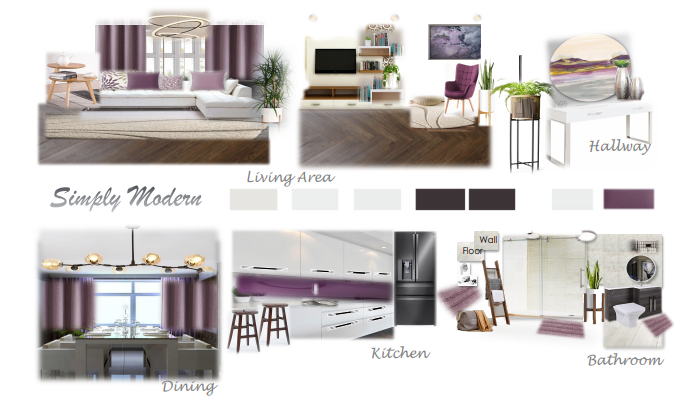 Hallway
Living Area
Simply Modern
Wall
Floor
Kitchen
Bathroom
Dining